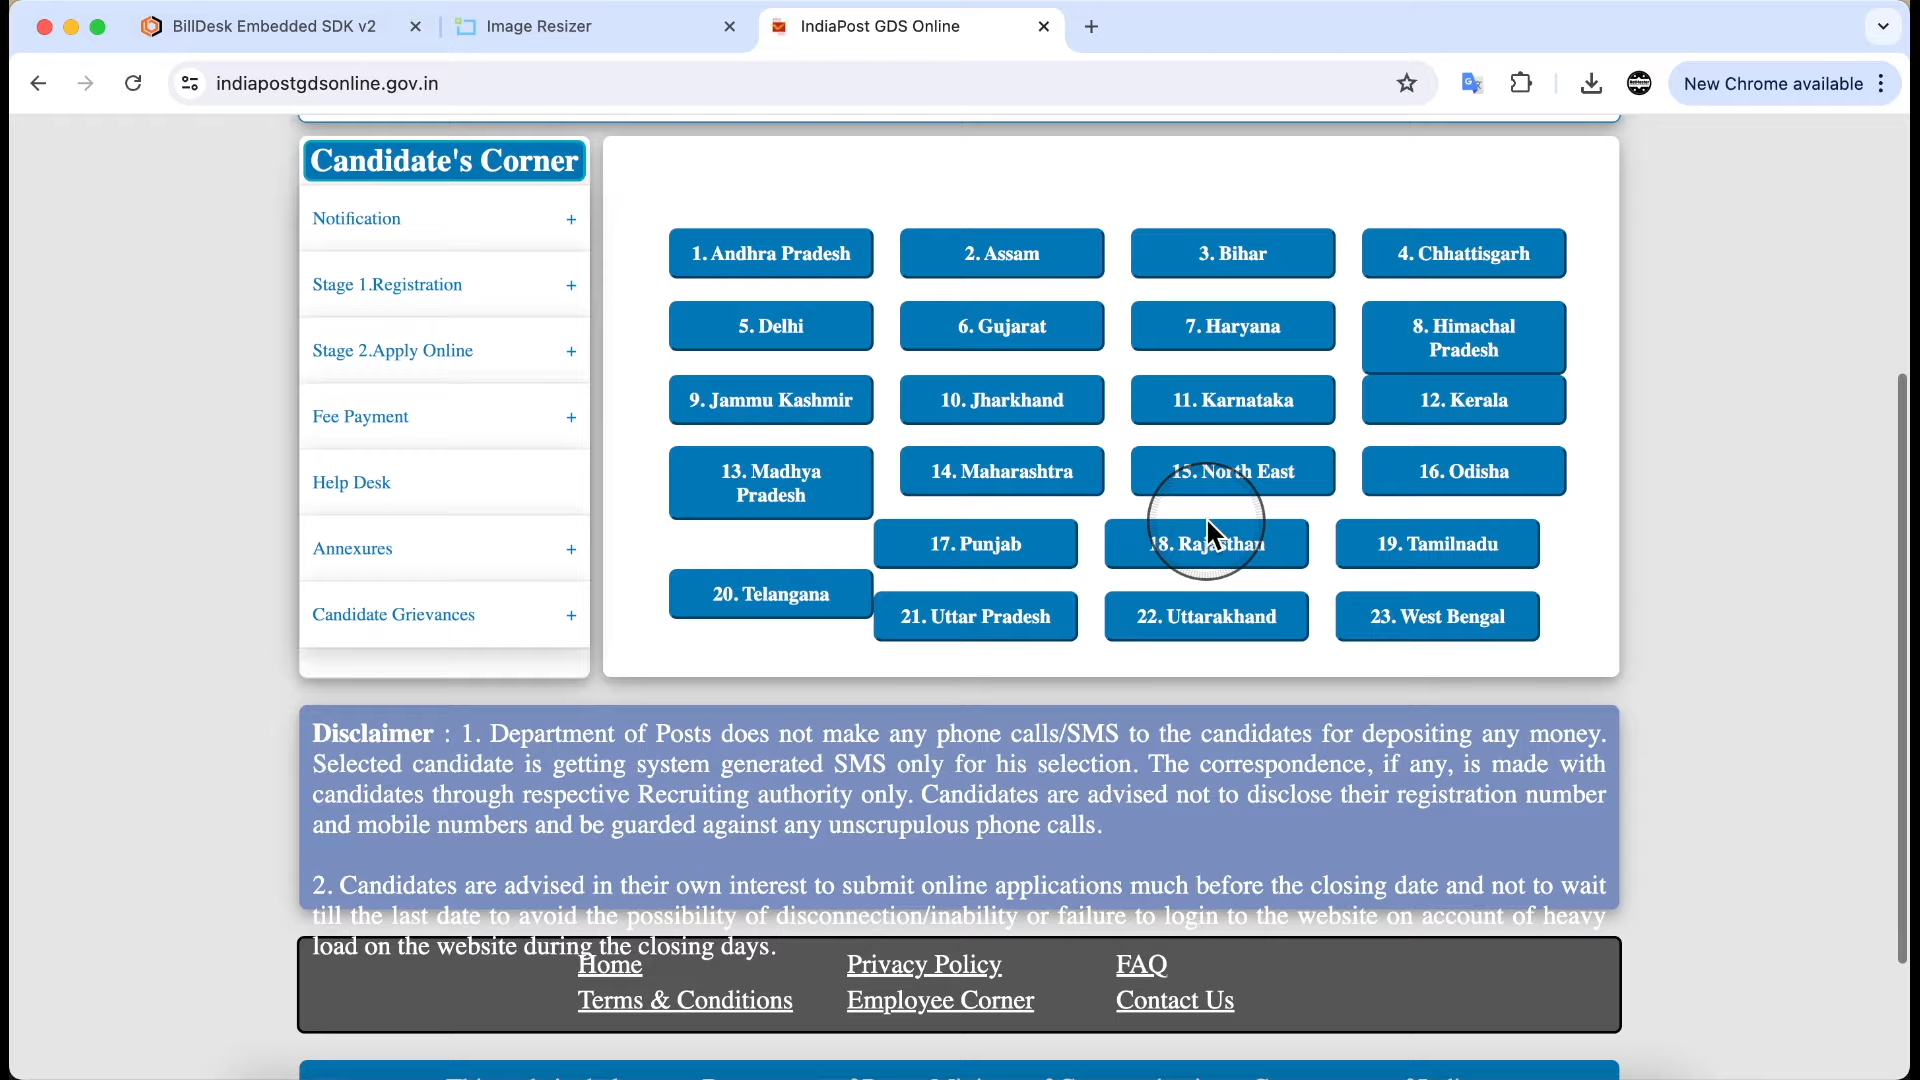 BillDesk Embedded SDK v2
Image Resizer
IndiaPost GDS Online
indiapostgdsonline.gov.in
New Chrome available
Candidate's Corner
Notification +
Stage 1.Registration +
Stage 2.Apply Online +
Fee Payment +
Help Desk
Annexures +
Candidate Grievances +
1. Andhra Pradesh
2. Assam
3. Bihar
4. Chhattisgarh
5. Delhi
6. Gujarat
7. Haryana
8. Himachal
Pradesh
9. Jammu Kashmir
10. Jharkhand
11. Karnataka
12. Kerala
13. Madhya
Pradesh
14. Maharashtra
15. North East
16. Odisha
17. Punjab
18. Rajasthan
19. Tamilnadu
20. Telangana
21. Uttar Pradesh
22. Uttarakhand
23. West Bengal
Disclaimer : 1. Department of Posts does not make any phone calls/SMS to the candidates for depositing any money.
Selected candidate is getting system generated SMS only for his selection. The correspondence, if any, is made with
candidates through respective Recruiting authority only. Candidates are advised not to disclose their registration number
and mobile numbers and be guarded against any unscrupulous phone calls.
2. Candidates are advised in their own interest to submit online applications much before the closing date and not to wait
till the last date to avoid the possibility of disconnection/inability or failure to login to the website on account of heavy
load on the website during the closing days.
Home
Privacy Policy
FAQ
Terms & Conditions
Employee Corner
Contact Us